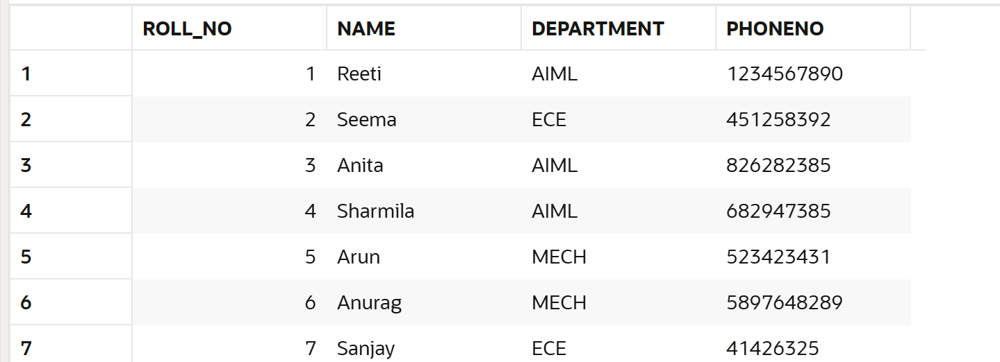 ROLL_NO NAME DEPARTMENT PHONENO
1 1 Reeti AIML 1234567890
2 2 Seema ECE 451258392
3 3 Anita AIML 826282385
4 4 Sharmila AIML 682947385
5 5 Arun MECH 523423431
6 6 Anurag MECH 5897648289
7 7 Sanjay ECE 41426325